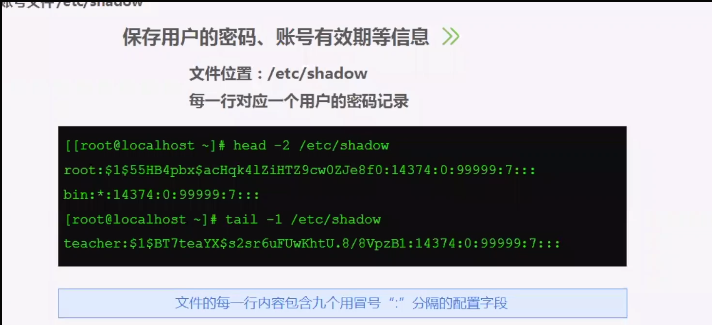 账号文件/etc/shadow
保存用户的密码、账号有效期等信息
文件位置：/etc/shadow
每一行对应一个用户的密码记录
[[root@localhost ~]# head -2 /etc/shadow
root:$1$55HB4pbx$acHqk4lZiHTZ9cw0ZJe8f0:14374:0:99999:7:::
bin:*:14374:0:99999:7:::
[root@localhost ~]# tail -1 /etc/shadow
teacher:$1$BT7teaYX$s2sr6uFUwKhtU.8/8VpzB1:14374:0:99999:7:::
文件的每一行内容包含九个用冒号“:”分隔的配置字段